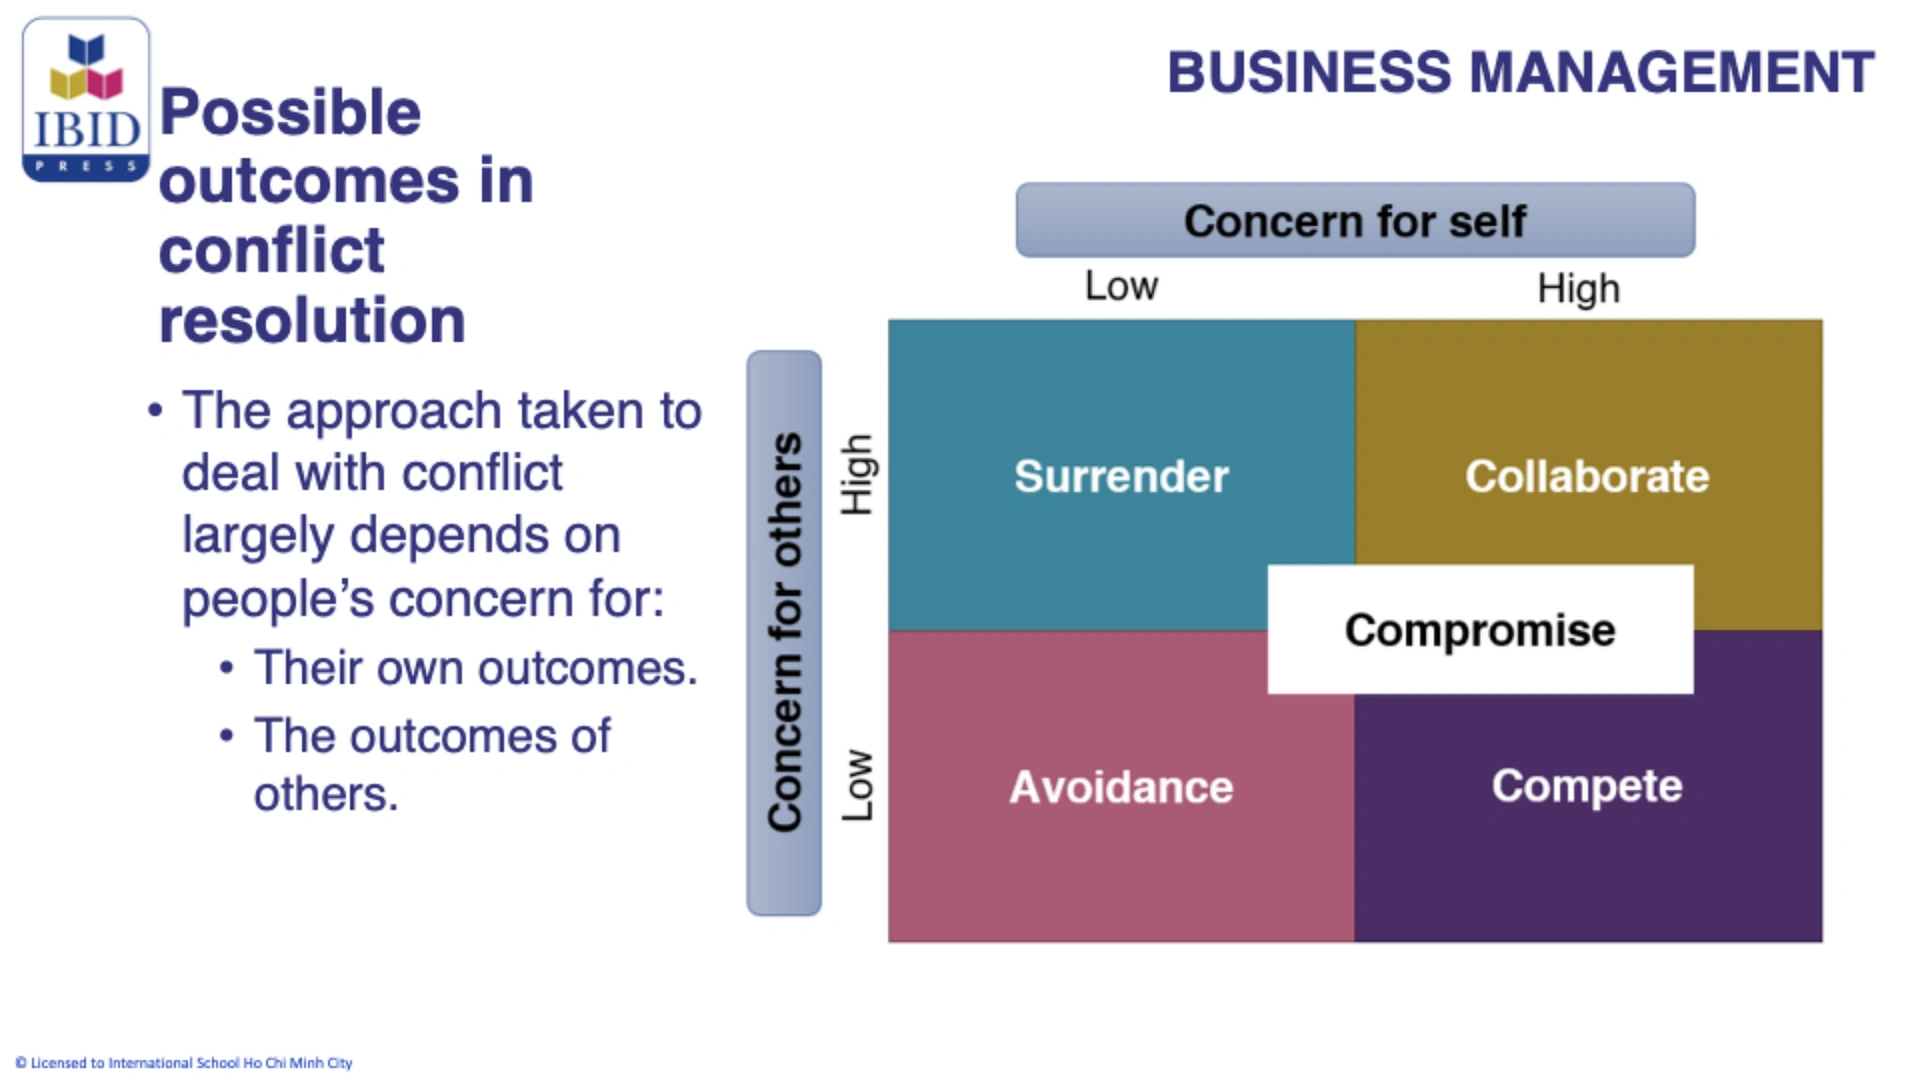 IBID
PRESS
BUSINESS MANAGEMENT
Possible
outcomes in
conflict
resolution
• The approach taken to
deal with conflict
largely depends on
people’s concern for:
• Their own outcomes.
• The outcomes of
others.
Concern for self
Low
High
Concern for others
High
Low
Surrender
Collaborate
Compromise
Avoidance
Compete
© Licensed to International School Ho Chi Minh City